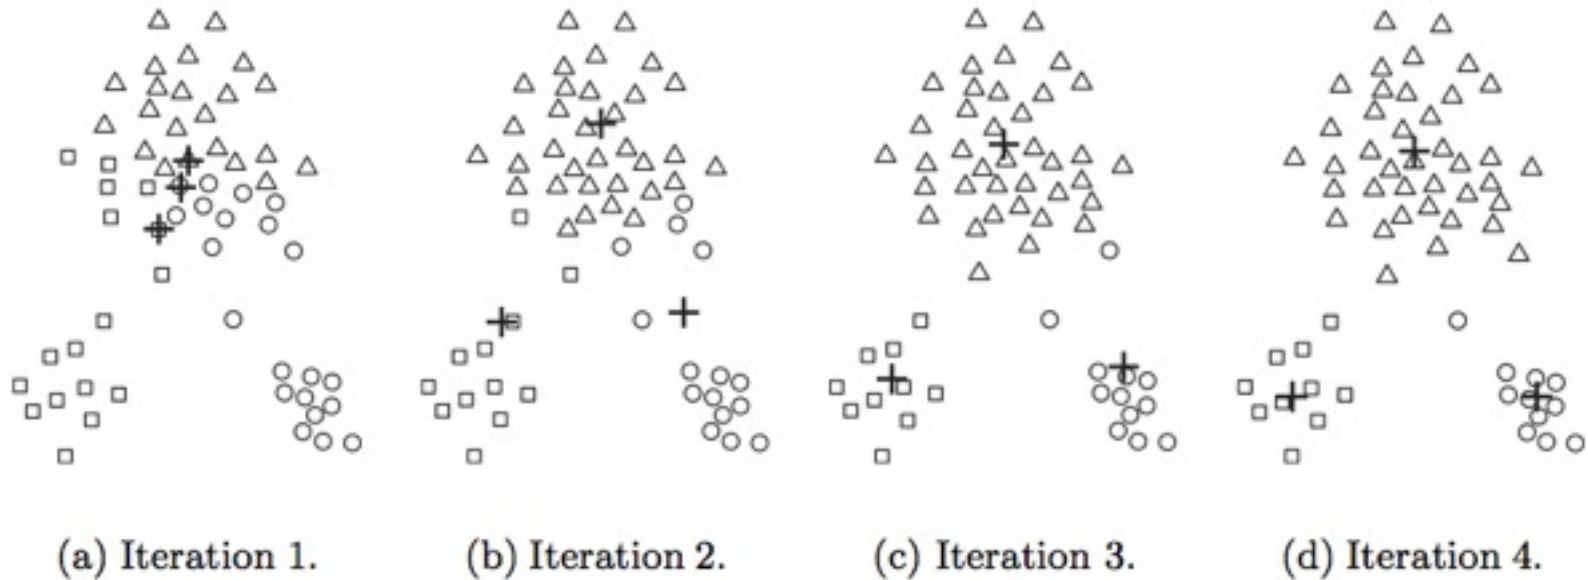 (a) Iteration 1.
(b) Iteration 2.
(c) Iteration 3.
(d) Iteration 4.